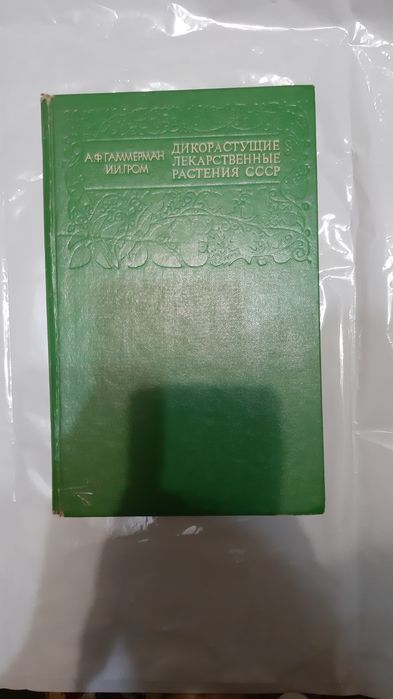 А.Ф. ГАММЕРМАН
И.И. ГРОМ
ДИКОРАСТУЩИЕ
ЛЕКАРСТВЕННЫЕ
РАСТЕНИЯ СССР